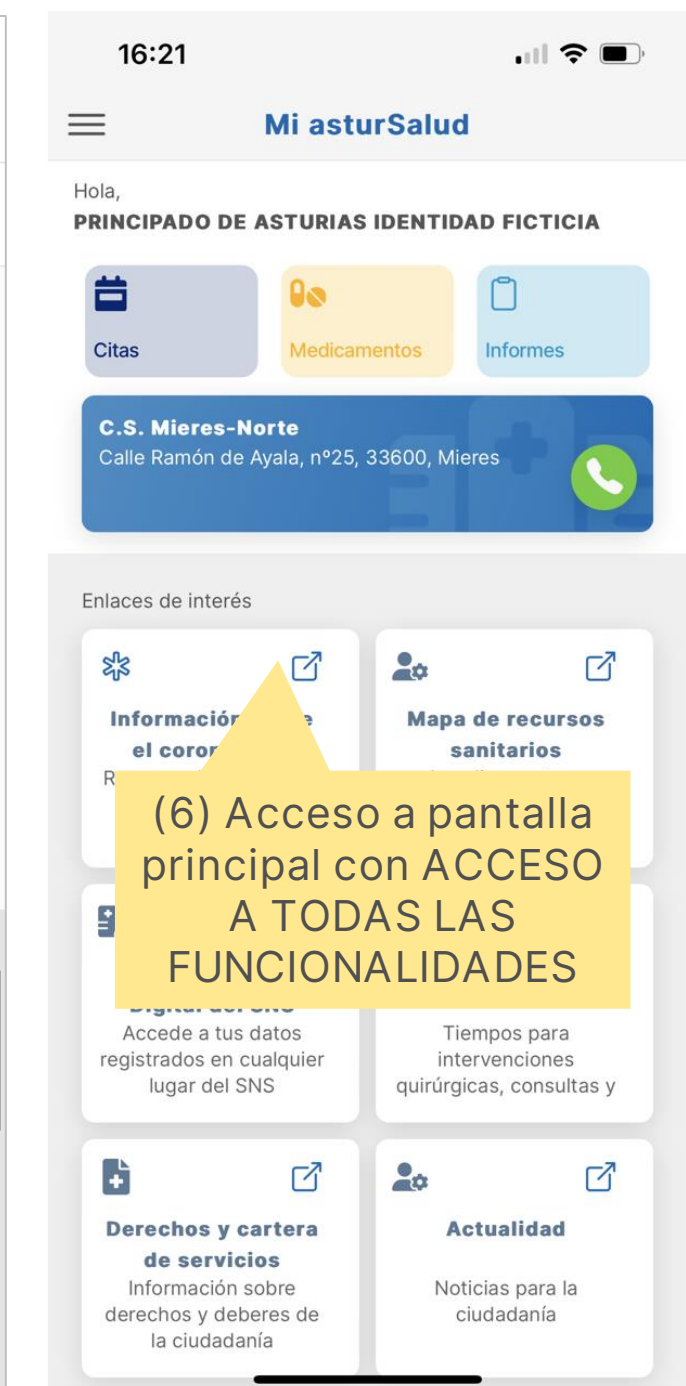 16:21
Mi asturSalud
Hola,
PRINCIPADO DE ASTURIAS IDENTIDAD FICTICIA
Citas
Medicamentos
Informes
C.S. Mieres-Norte
Calle Ramón de Ayala, nº25, 33600, Mieres
Enlaces de interés
Información
el
Mapa de recursos
sanitarios
(6) Acceso a pantalla
principal con ACCESO
A TODAS LAS
FUNCIONALIDADES
Digital del SNS
Accede a tus datos
registrados en cualquier
lugar del SNS
Tiempos para
intervenciones
quirúrgicas, consultas y
Derechos y cartera
de servicios
Información sobre
derechos y deberes de
la ciudadanía
Actualidad
Noticias para la
ciudadanía